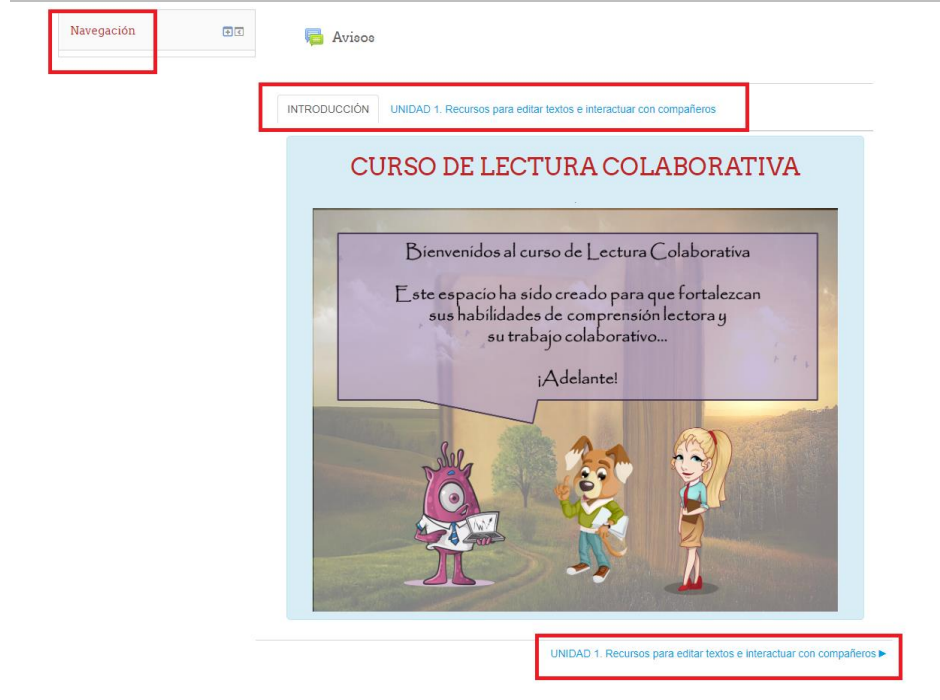 Navegación
Avisos
INTRODUCCIÓN
UNIDAD 1. Recursos para editar textos e interactuar con compañeros
CURSO DE LECTURA COLABORATIVA
Bienvenidos al curso de Lectura Colaborativa
Este espacio ha sido creado para que fortalezcan
sus habilidades de comprensión lectora y
su trabajo colaborativo...
¡Adelante!
UNIDAD 1. Recursos para editar textos e interactuar con compañeros ►